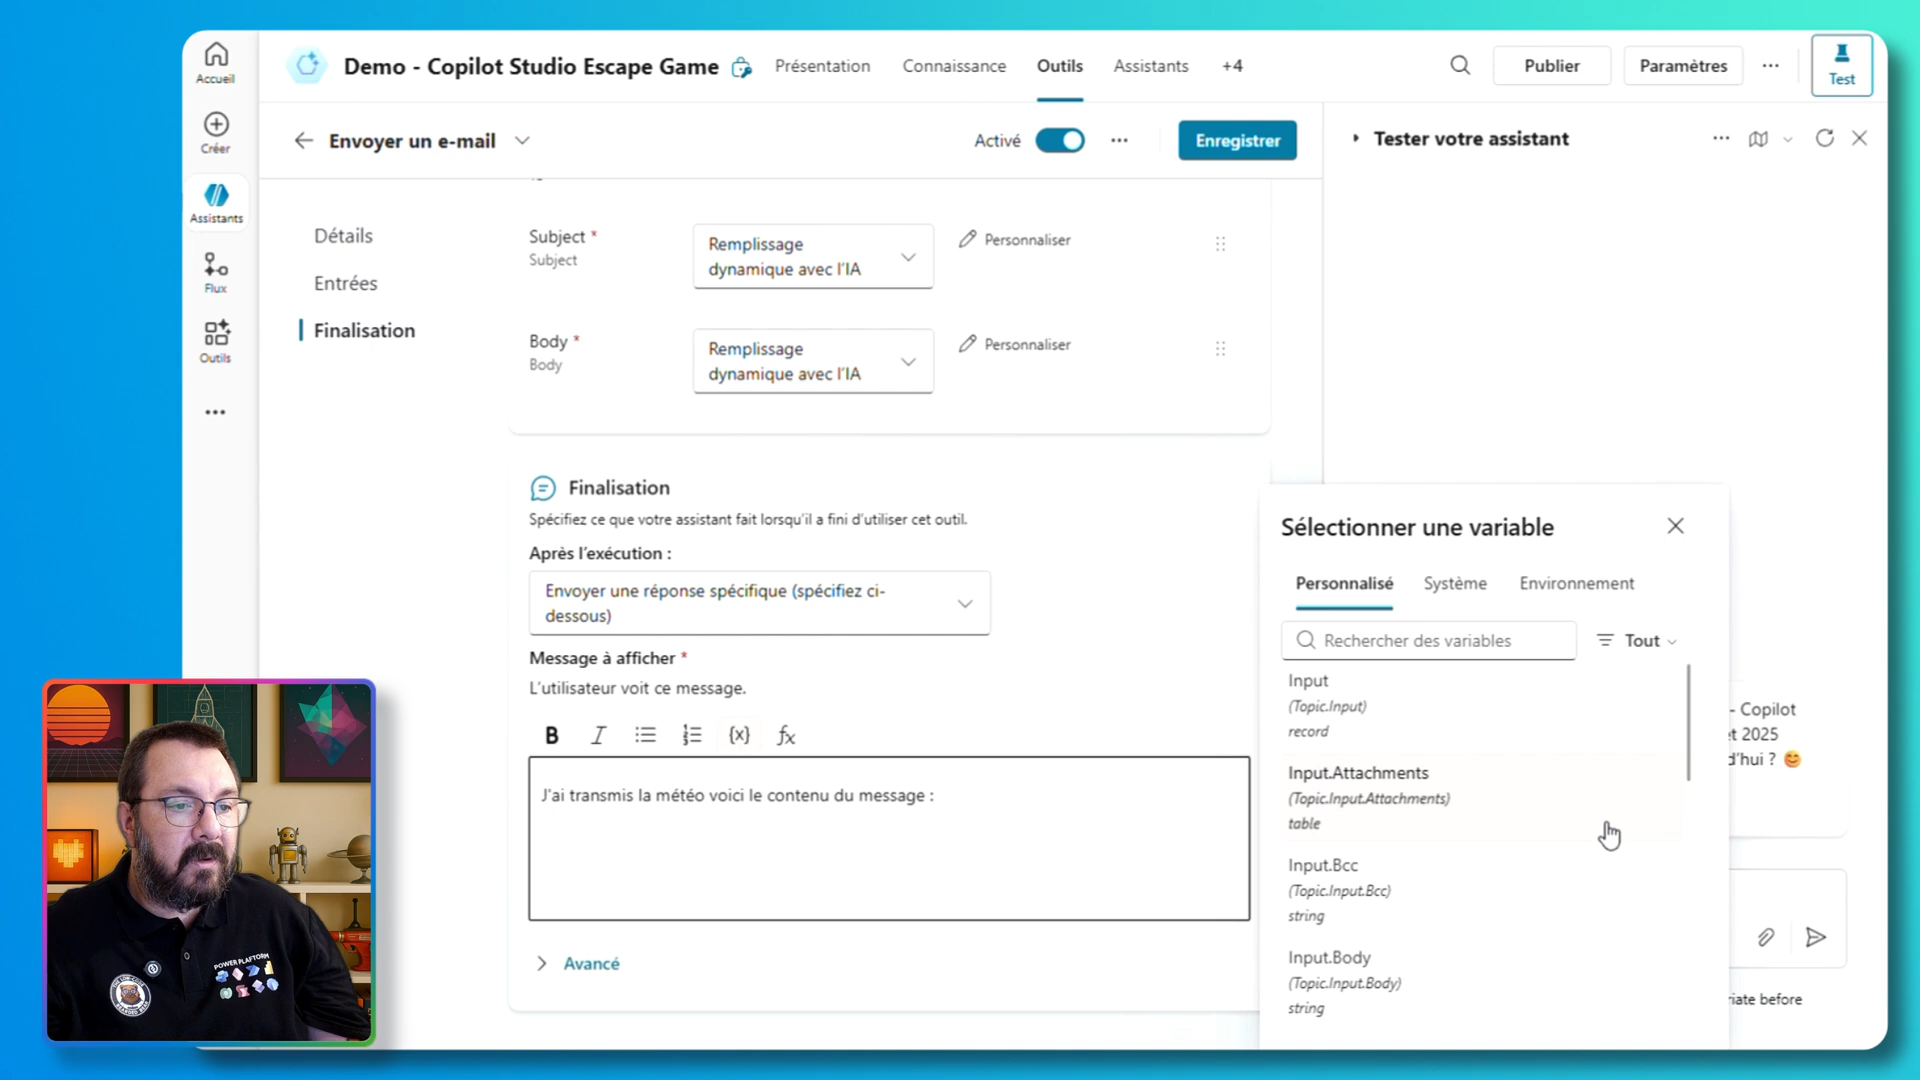 Accueil
Créer
Assistants
Flux
Outils
Demo - Copilot Studio Escape Game
Présentation
Connaissance
Outils
Assistants
+4
Publier
Paramètres
Test
Envoyer un e-mail
Activé
Enregistrer
Détails
Entrées
Finalisation
Subject *
Subject
Remplissage
dynamique avec l'IA
Personnaliser
Body *
Body
Remplissage
dynamique avec l'IA
Personnaliser
Finalisation
Spécifiez ce que votre assistant fait lorsqu'il a fini d'utiliser cet outil.
Après l'exécution :
Envoyer une réponse spécifique (spécifiez ci-
dessous)
Message à afficher *
L'utilisateur voit ce message.
B I {x} fx
J'ai transmis la météo voici le contenu du message :
Avancé
Tester votre assistant
Sélectionner une variable
Personnalisé
Système
Environnement
Rechercher des variables
Tout
Input
(Topic.Input)
record
Input.Attachments
(Topic.Input.Attachments)
table
Input.Bcc
(Topic.Input.Bcc)
string
Input.Body
(Topic.Input.Body)
string
- Copilot
et 2025
d'hui ? 😊
riate before
POWER PLAFTORM